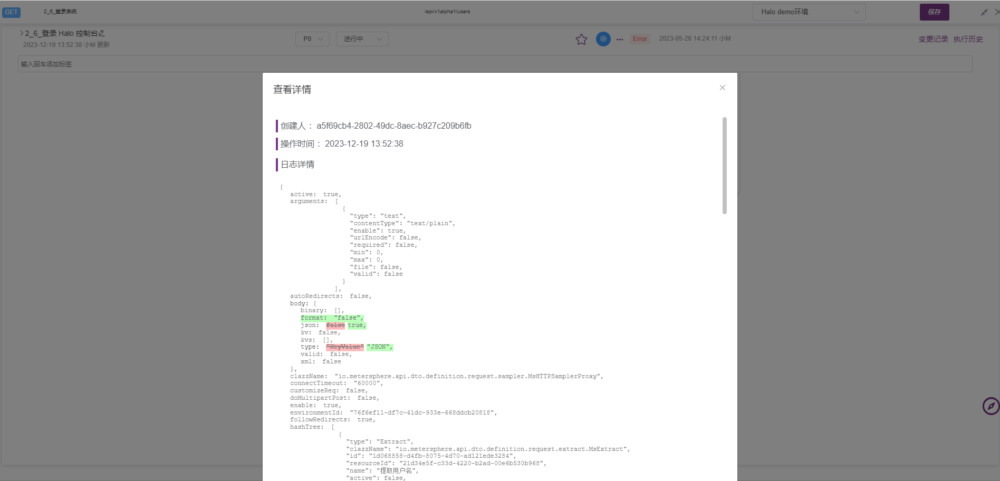 GET 2_6_登录系统 /api/v1alpha1/users Halo demo环境 保存
2_6_登录 Halo 控制台 P0 进行中 Error 2023-05-26 14:24:11 小M 变更记录 执行历史
2023-12-19 13:52:38 小M 更新
输入回车添加标签
查看详情
创建人： a5f69cb4-2802-49dc-8aec-b927c209b6fb
操作时间： 2023-12-19 13:52:38
日志详情
{
active: true,
arguments: [
{
"type": "text",
"contentType": "text/plain",
"enable": true,
"urlEncode": false,
"required": false,
"min": 0,
"max": 0,
"file": false,
"valid": false
}
],
autoRedirects: false,
body: {
binary: [],
format: "false",
json: false true,
kv: false,
kvs: [],
type: "KeyValue" "JSON",
valid: false,
xml: false
},
clazzName: "io.metersphere.api.dto.definition.request.sampler.MsHTTPSamplerProxy",
connectTimeout: "60000",
customizeReq: false,
doMultipartPost: false,
enable: true,
environmentId: "76f6ef11-df7c-41dc-933e-668ddcb20818",
followRedirects: true,
hashTree: [
{
"type": "Extract",
"clazzName": "io.metersphere.api.dto.definition.request.extract.MsExtract",
"id": "1d068858-d4fb-8075-4d70-ad121ede3284",
"resourceId": "21d34e5f-c33d-4220-b2ad-00e6b530b968",
"name": "提取用户名",
"active": false,